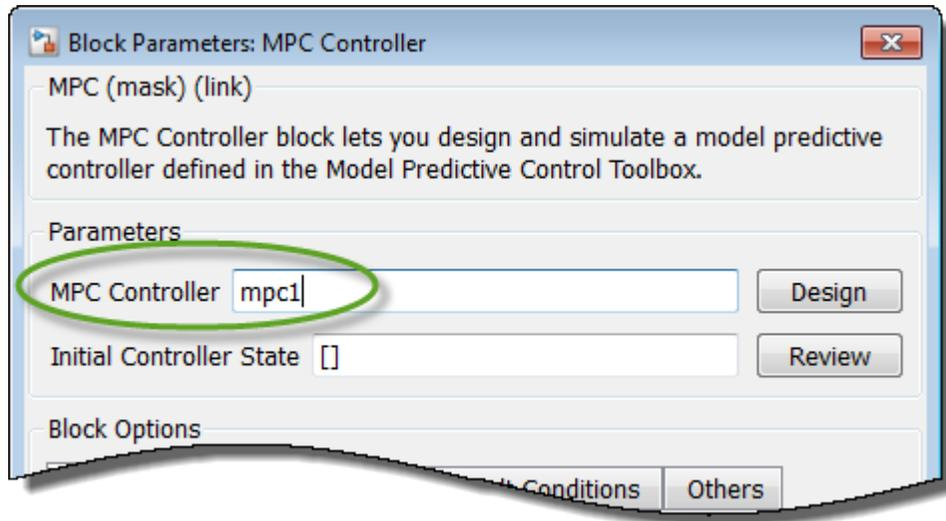 Block Parameters: MPC Controller
MPC (mask) (link)
The MPC Controller block lets you design and simulate a model predictive
controller defined in the Model Predictive Control Toolbox.
Parameters
MPC Controller mpc1 Design
Initial Controller State [] Review
Block Options
Conditions Others